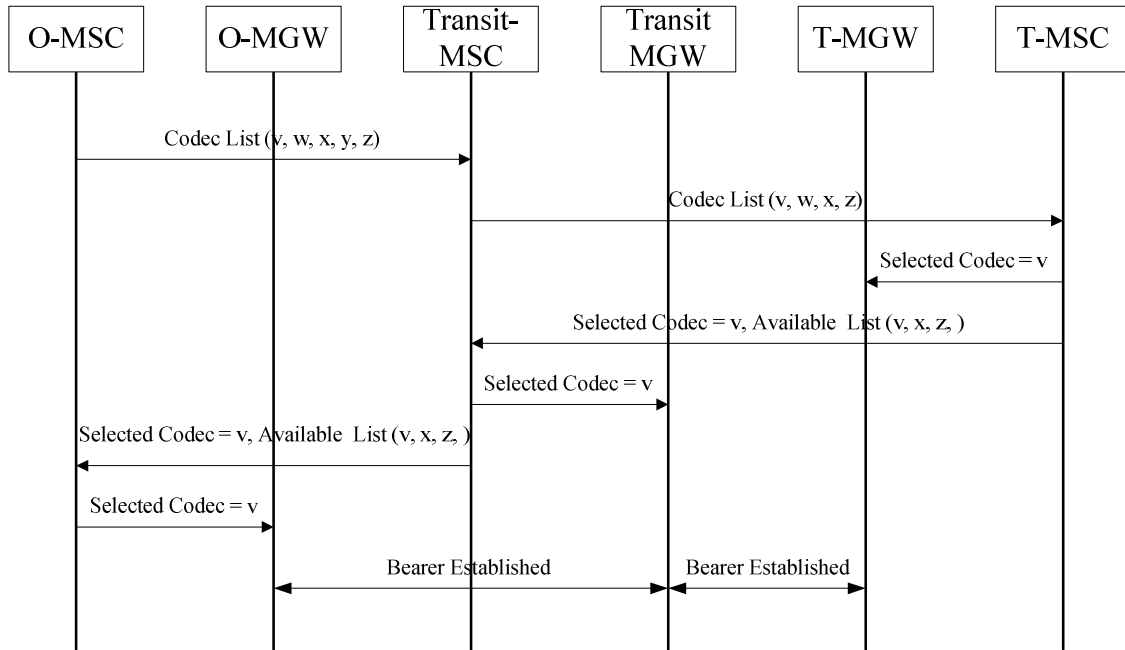 O-MSC
O-MGW
Transit-
MSC
Transit
MGW
T-MGW
T-MSC
Codec List (v, w, x, y, z)
Codec List (v, w, x, z)
Selected Codec = v
Selected Codec = v, Available List (v, x, z, )
Selected Codec = v
Selected Codec = v, Available List (v, x, z, )
Selected Codec = v
Bearer Established
Bearer Established